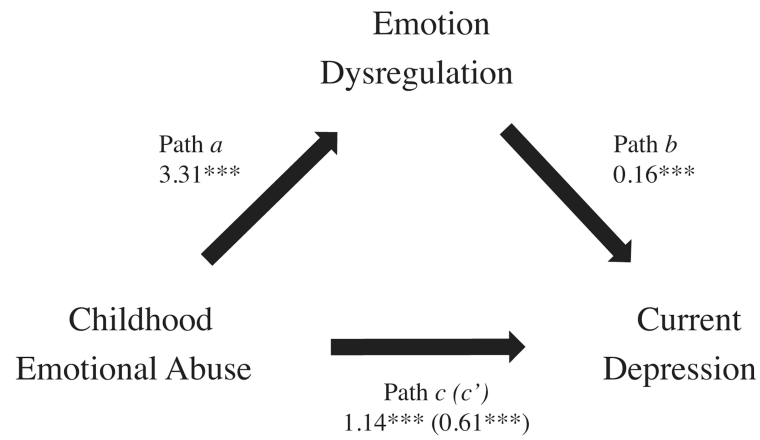 Emotion
Dysregulation
Path a
3.31***
Path b
0.16***
Childhood
Emotional Abuse
Current
Depression
Path c (c’)
1.14*** (0.61***)